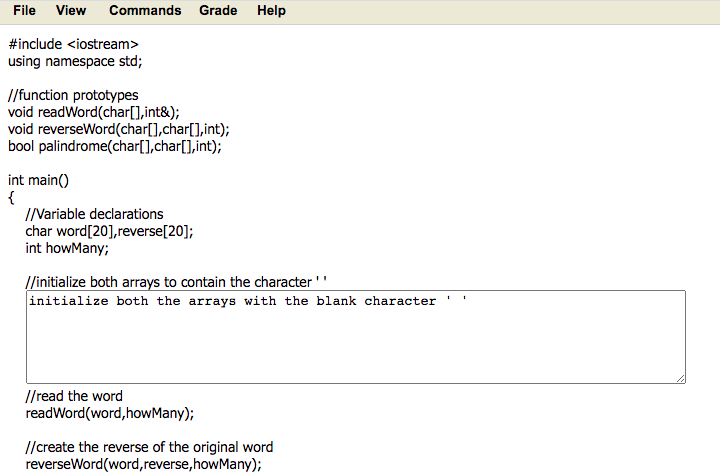 File View Commands Grade Help
#include <iostream>
using namespace std;
//function prototypes
void readWord(char[],int&);
void reverseWord(char[],char[],int);
bool palindrome(char[],char[],int);
int main()
{
//Variable declarations
char word[20],reverse[20];
int howMany;
//initialize both arrays to contain the character ' '
initialize both the arrays with the blank character ' '
//read the word
readWord(word,howMany);
//create the reverse of the original word
reverseWord(word,reverse,howMany);